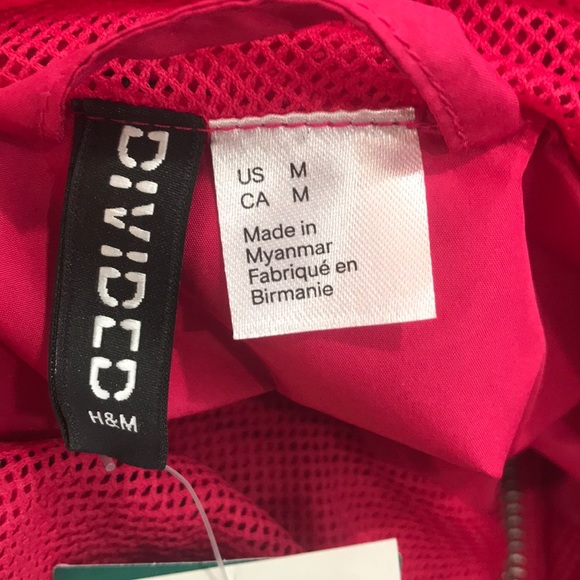 DIVIDED
H&M
US M
CA M
Made in
Myanmar
Fabriqué en
Birmanie